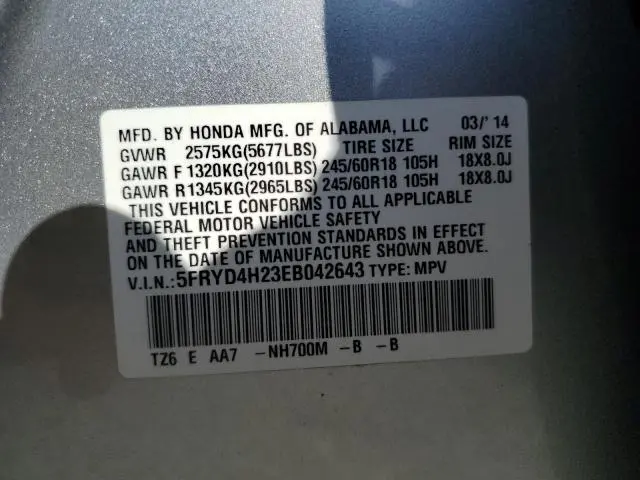 MFD. BY HONDA MFG. OF ALABAMA, LLC 03/'14
GVWR 2575KG(5677LBS) TIRE SIZE RIM SIZE
GAWR F 1320KG(2910LBS) 245/60R18 105H 18X8.0J
GAWR R1345KG(2965LBS) 245/60R18 105H 18X8.0J
THIS VEHICLE CONFORMS TO ALL APPLICABLE
FEDERAL MOTOR VEHICLE SAFETY
AND THEFT PREVENTION STANDARDS IN EFFECT
ON THE DATE OF MANUFACTURE SHOWN ABOVE.
V.I.N.:5FRYD4H23EB042643 TYPE: MPV
TZ6 E AA7 -NH700M -B -B